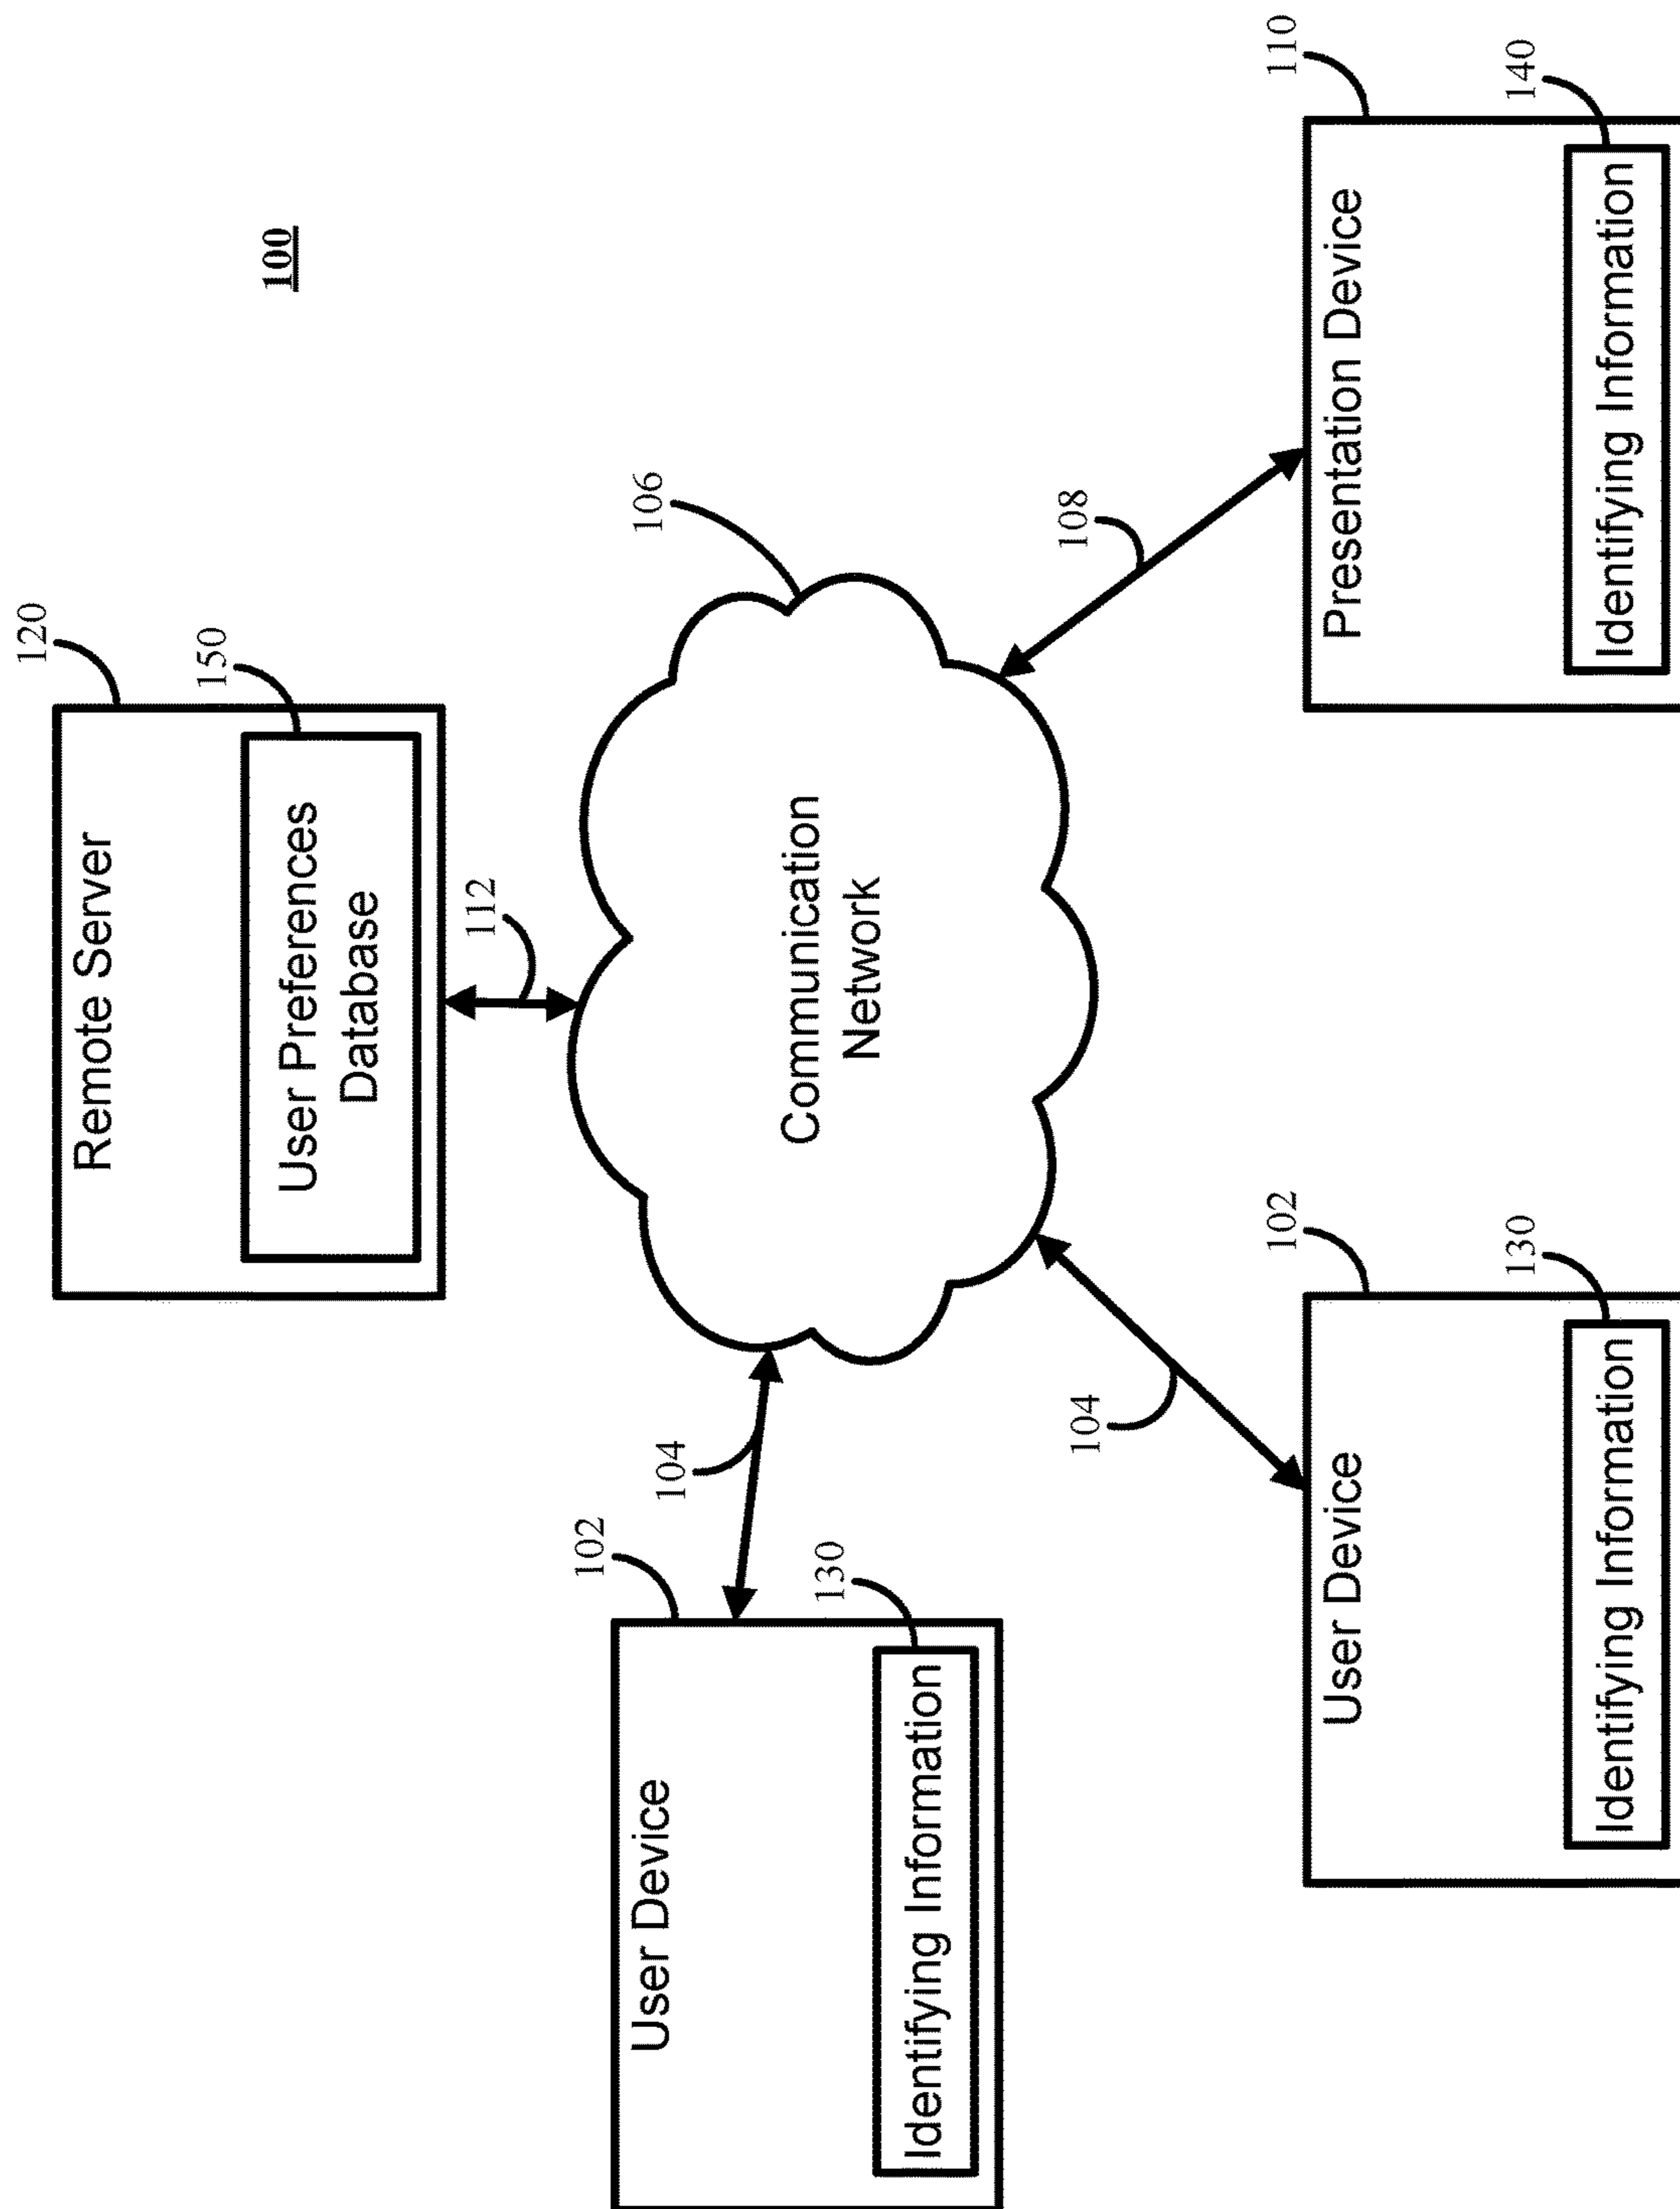 120
Remote Server
150
100
User Preferences
Database
112
102
User Device
106
104
Communication
Network
130
Identifying Information
108
104
102
110
User Device
Presentation Device
130
140
Identifying Information
Identifying Information